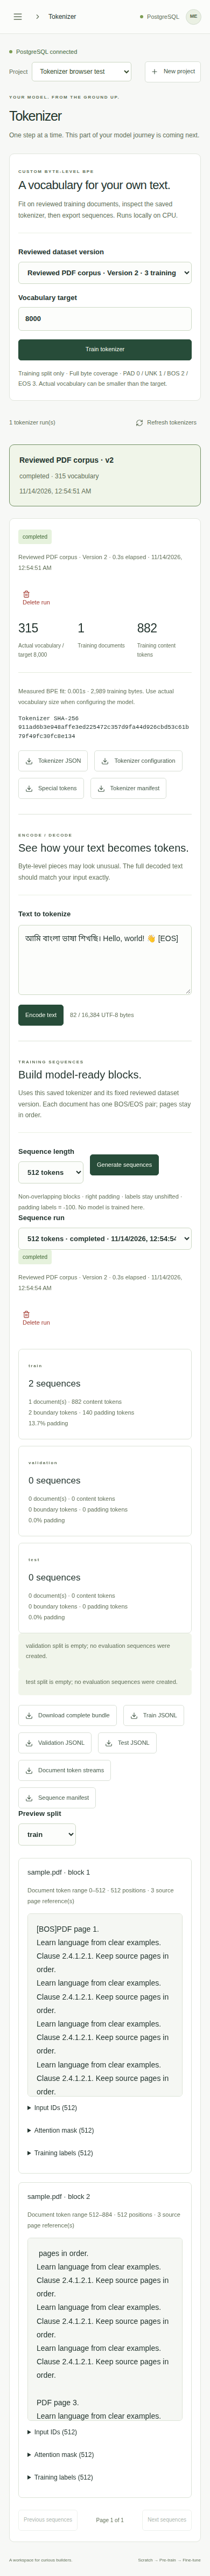 Tokenizer
PostgreSQL
ME
PostgreSQL connected
Project
Tokenizer browser test
New project
YOUR MODEL, FROM THE GROUND UP.
Tokenizer
One step at a time. This part of your model journey is coming next.
CUSTOM BYTE-LEVEL BPE
A vocabulary for your own text.
Fit on reviewed training documents, inspect the saved
tokenizer, then export sequences. Runs locally on CPU.
Reviewed dataset version
Reviewed PDF corpus · Version 2 · 3 training
Vocabulary target
8000
Train tokenizer
Training split only · Full byte coverage · PAD 0 / UNK 1 / BOS 2 /
EOS 3. Actual vocabulary can be smaller than the target.
1 tokenizer run(s)
Refresh tokenizers
Reviewed PDF corpus · v2
completed · 315 vocabulary
11/14/2026, 12:54:51 AM
completed
Reviewed PDF corpus · Version 2 · 0.3s elapsed · 11/14/2026,
12:54:51 AM
Delete run
315
Actual vocabulary /
target 8,000
1
Training documents
882
Training content
tokens
Measured BPE fit: 0.001s · 2,989 training bytes. Use actual
vocabulary size when configuring the model.
Tokenizer SHA-256
Tokenizer JSON
Tokenizer configuration
Special tokens
Tokenizer manifest
ENCODE / DECODE
See how your text becomes tokens.
Byte-level pieces may look unusual. The full decoded text
should match your input exactly.
Text to tokenize
আমি বাংলা ভাষা শিখছি। Hello, world! 👋 [EOS]
Encode text
82 / 16,384 UTF-8 bytes
TRAINING SEQUENCES
Build model-ready blocks.
Uses this saved tokenizer and its fixed reviewed dataset
version. Each document has one BOS/EOS pair; pages stay
in order.
Sequence length
512 tokens
Generate sequences
Non-overlapping blocks · right padding · labels stay unshifted ·
padding labels = -100. No model is trained here.
Sequence run
512 tokens · completed · 11/14/2026, 12:54:54
completed
Reviewed PDF corpus · Version 2 · 0.3s elapsed · 11/14/2026,
12:54:54 AM
Delete run
train
2 sequences
1 document(s) · 882 content tokens
2 boundary tokens · 140 padding tokens
13.7% padding
validation
0 sequences
0 document(s) · 0 content tokens
0 boundary tokens · 0 padding tokens
0.0% padding
test
0 sequences
0 document(s) · 0 content tokens
0 boundary tokens · 0 padding tokens
0.0% padding
validation split is empty; no evaluation sequences were
created.
test split is empty; no evaluation sequences were created.
Download complete bundle
Train JSONL
Validation JSONL
Test JSONL
Document token streams
Sequence manifest
Preview split
train
sample.pdf · block 1
Document token range 0–512 · 512 positions · 3 source
page reference(s)
[BOS]PDF page 1.
Learn language from clear examples.
Clause 2.4.1.2.1. Keep source pages in
order.
Learn language from clear examples.
Clause 2.4.1.2.1. Keep source pages in
order.
Learn language from clear examples.
Clause 2.4.1.2.1. Keep source pages in
order.
Learn language from clear examples.
Clause 2.4.1.2.1. Keep source pages in
order.
Input IDs (512)
Attention mask (512)
Training labels (512)
sample.pdf · block 2
Document token range 512–884 · 512 positions · 3 source
page reference(s)
pages in order.
Learn language from clear examples.
Clause 2.4.1.2.1. Keep source pages in
order.
Learn language from clear examples.
Clause 2.4.1.2.1. Keep source pages in
order.
Learn language from clear examples.
Clause 2.4.1.2.1. Keep source pages in
order.
PDF page 3.
Learn language from clear examples.
Input IDs (512)
Attention mask (512)
Training labels (512)
Previous sequences
Page 1 of 1
Next sequences
A workspace for curious builders.
Scratch → Pre-train → Fine-tune